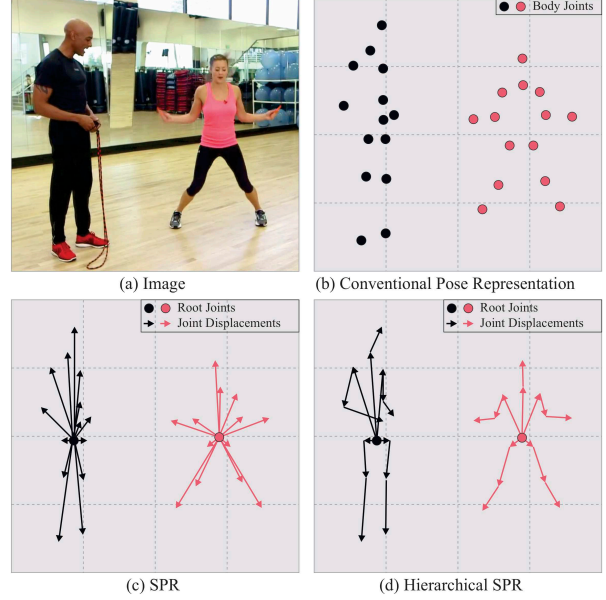 Body Joints
(a) Image
(b) Conventional Pose Representation
Root Joints
Joint Displacements
Root Joints
Joint Displacements
(c) SPR
(d) Hierarchical SPR